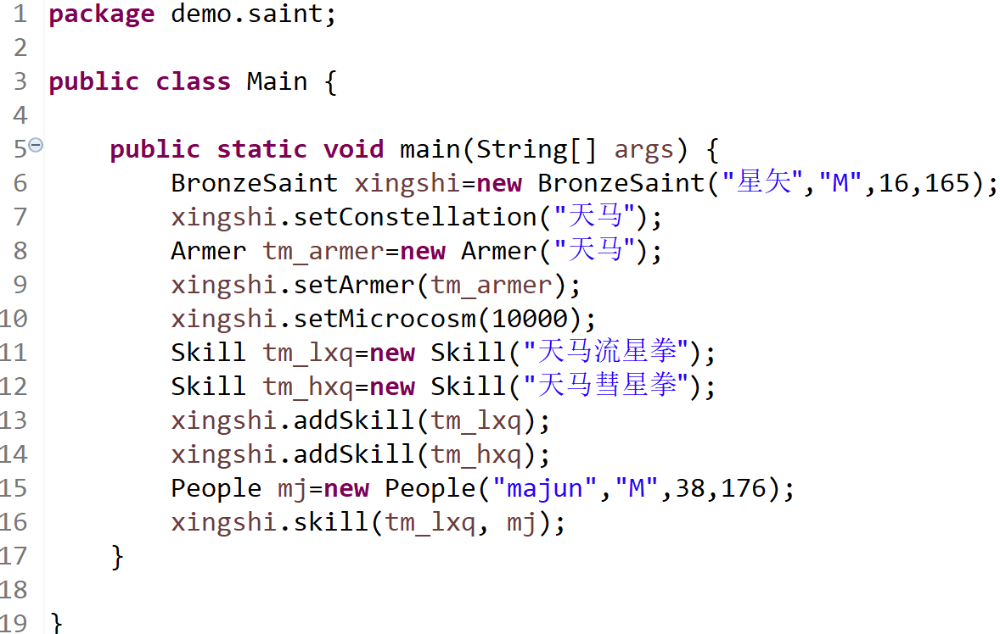 1 package demo.saint;
2
3 public class Main {
4
5     public static void main(String[] args) {
6         BronzeSaint xingshi=new BronzeSaint("星矢","M",16,165);
7         xingshi.setConstellation("天马");
8         Armer tm_armer=new Armer("天马");
9         xingshi.setArmer(tm_armer);
10         xingshi.setMicrocosm(10000);
11         Skill tm_lxq=new Skill("天马流星拳");
12         Skill tm_hxq=new Skill("天马彗星拳");
13         xingshi.addSkill(tm_lxq);
14         xingshi.addSkill(tm_hxq);
15         People mj=new People("majun","M",38,176);
16         xingshi.skill(tm_lxq, mj);
17     }
18
19 }